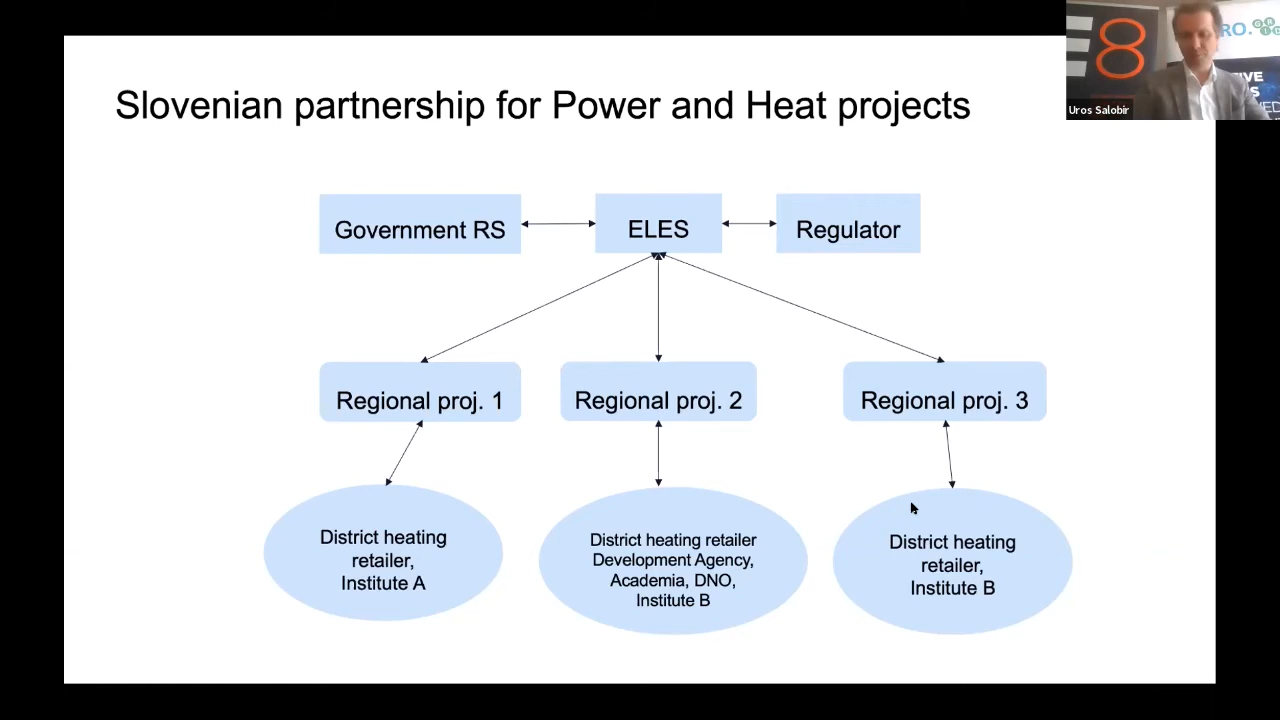 Slovenian partnership for Power and Heat projects
Uros Salobir
Government RS
ELES
Regulator
Regional proj. 1
Regional proj. 2
Regional proj. 3
District heating
retailer,
Institute A
District heating retailer
Development Agency,
Academia, DNO,
Institute B
District heating
retailer,
Institute B